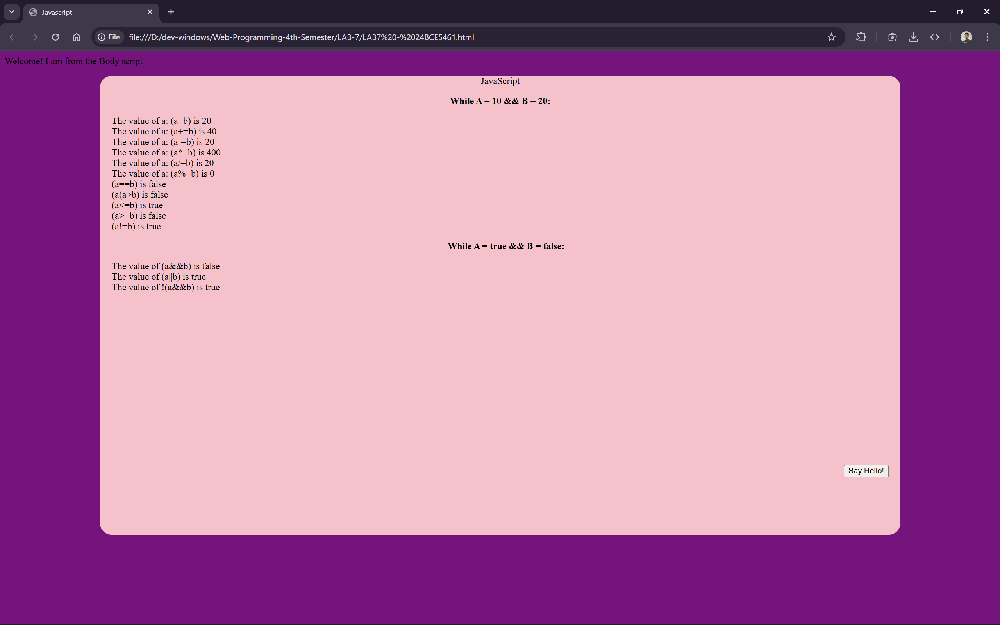 Javascript
File
file:///D:/dev-windows/Web-Programming-4th-Semester/LAB-7/LAB7%20-%2024BCE5461.html
Welcome! I am from the Body script
JavaScript
While A = 10 && B = 20:
The value of a: (a=b) is 20
The value of a: (a+=b) is 40
The value of a: (a-=b) is 20
The value of a: (a*=b) is 400
The value of a: (a/=b) is 20
The value of a: (a%=b) is 0
(a==b) is false
(a(a>b) is false
(a<=b) is true
(a>=b) is false
(a!=b) is true
While A = true && B = false:
The value of (a&&b) is false
The value of (a||b) is true
The value of !(a&&b) is true
Say Hello!